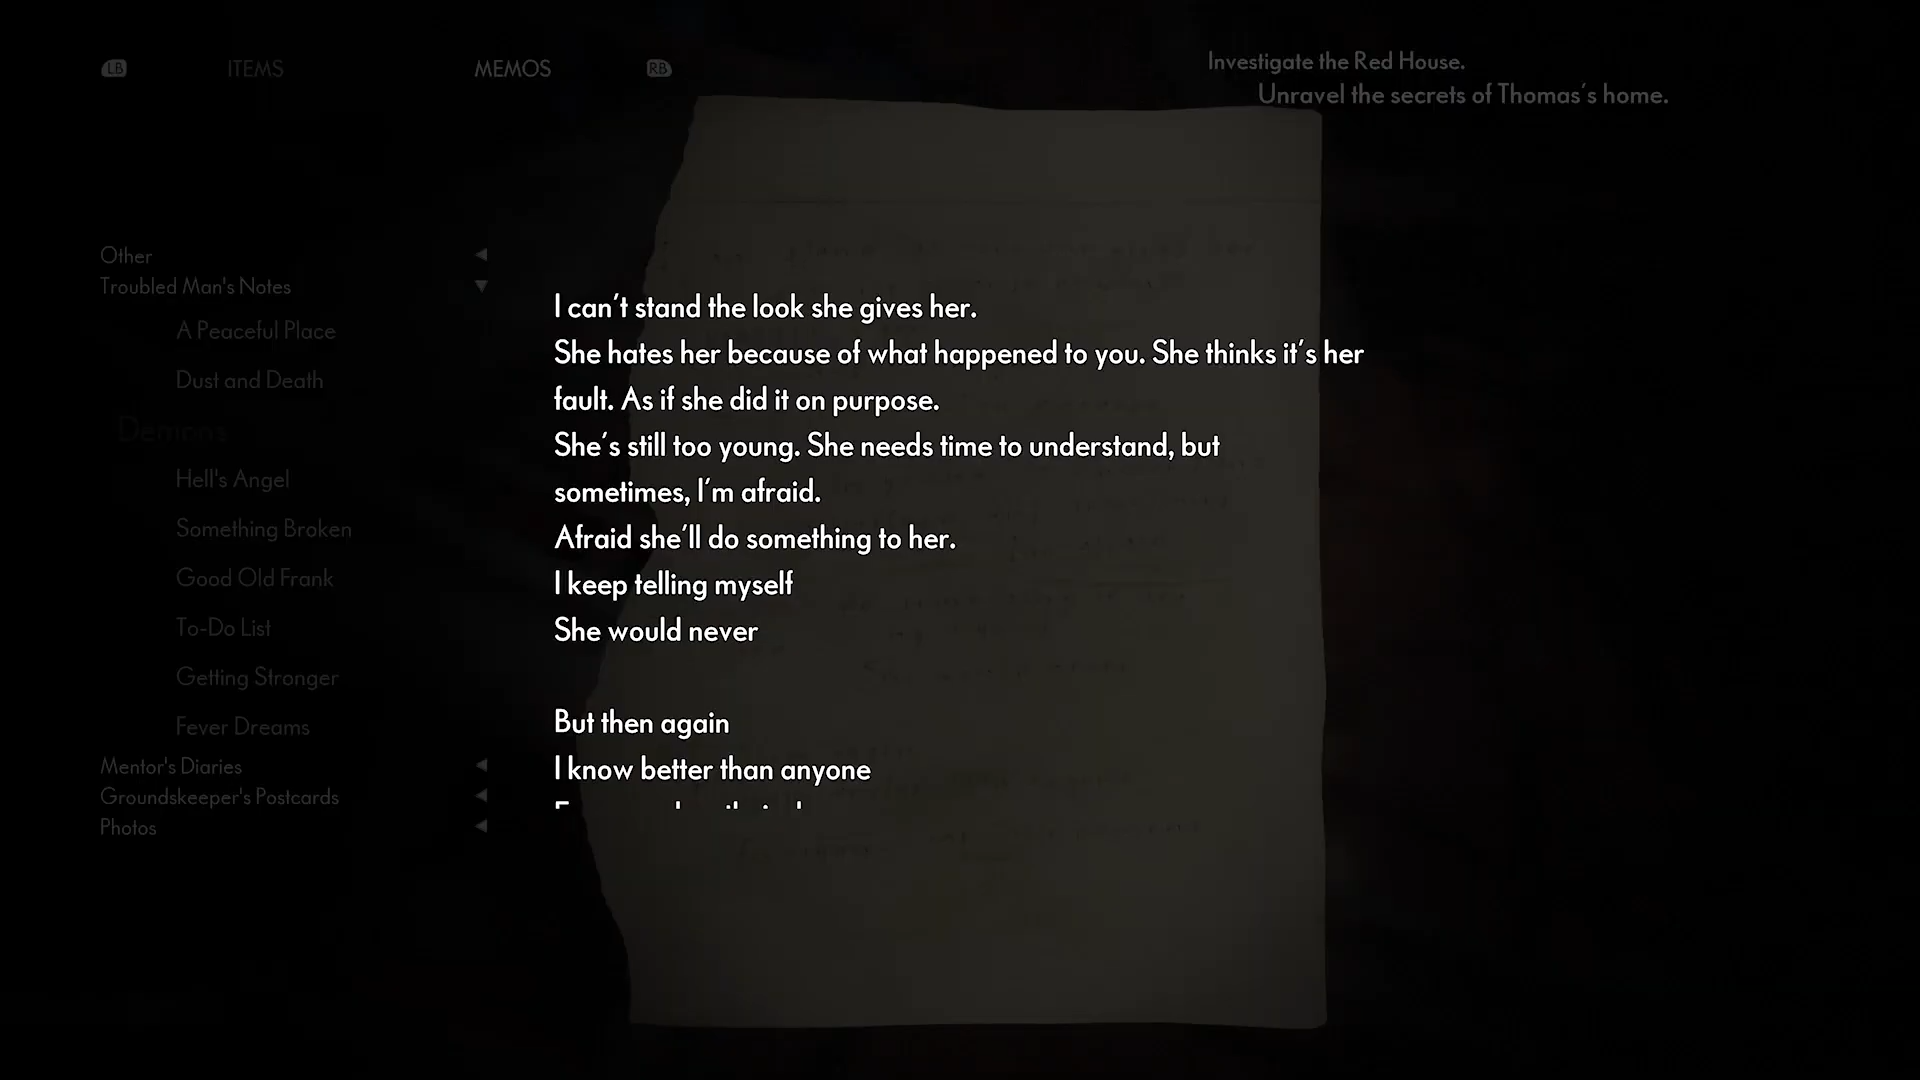 LB
ITEMS
MEMOS
RB
Investigate the Red House.
Unravel the secrets of Thomas's home.
Other
Troubled Man's Notes
A Peaceful Place
Dust and Death
Demons
Hell's Angel
Something Broken
Good Old Frank
To-Do List
Getting Stronger
Fever Dreams
Mentor's Diaries
Groundskeeper's Postcards
Photos
I can't stand the look she gives her.
She hates her because of what happened to you. She thinks it's her
fault. As if she did it on purpose.
She's still too young. She needs time to understand, but
sometimes, I'm afraid.
Afraid she'll do something to her.
I keep telling myself
She would never
But then again
I know better than anyone